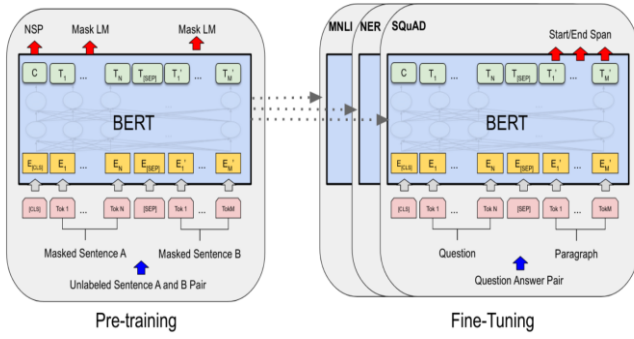 NSP Mask LM Mask LM
C T1 ... TN T[SEP] T1' ... TM'
BERT
E[CLS] E1 ... EN E[SEP] E1' ... EM'
[CLS] Tok 1 ... Tok N [SEP] Tok 1 ... TokM
Masked Sentence A Masked Sentence B
Unlabeled Sentence A and B Pair
Pre-training
MNLI NER SQuAD
Start/End Span
C T1 ... TN T[SEP] T1' ... TM'
BERT
E[CLS] E1 ... EN E[SEP] E1' ... EM'
[CLS] Tok 1 ... Tok N [SEP] Tok 1 ... TokM
Question Paragraph
Question Answer Pair
Fine-Tuning